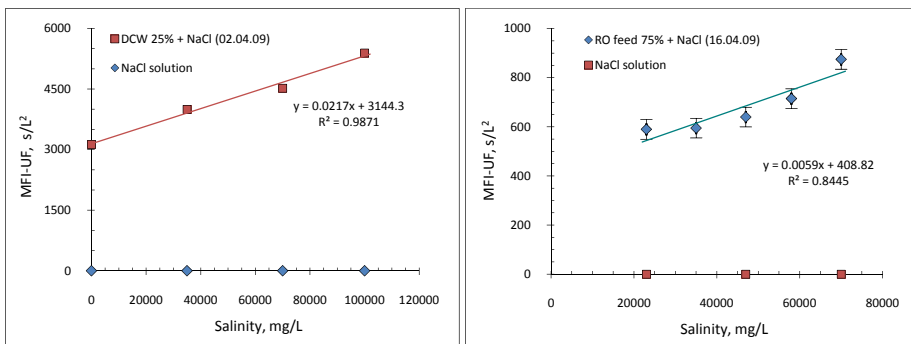 6000
4500
3000
1500
0
0
20000
40000
60000
80000
100000
120000
MFI-UF, s/L²
Salinity, mg/L
DCW 25% + NaCl (02.04.09)
NaCl solution
y = 0.0217x + 3144.3
R² = 0.9871
1000
800
600
400
200
0
0
20000
40000
60000
80000
MFI-UF, s/L²
Salinity, mg/L
RO feed 75% + NaCl (16.04.09)
NaCl solution
y = 0.0059x + 408.82
R² = 0.8445